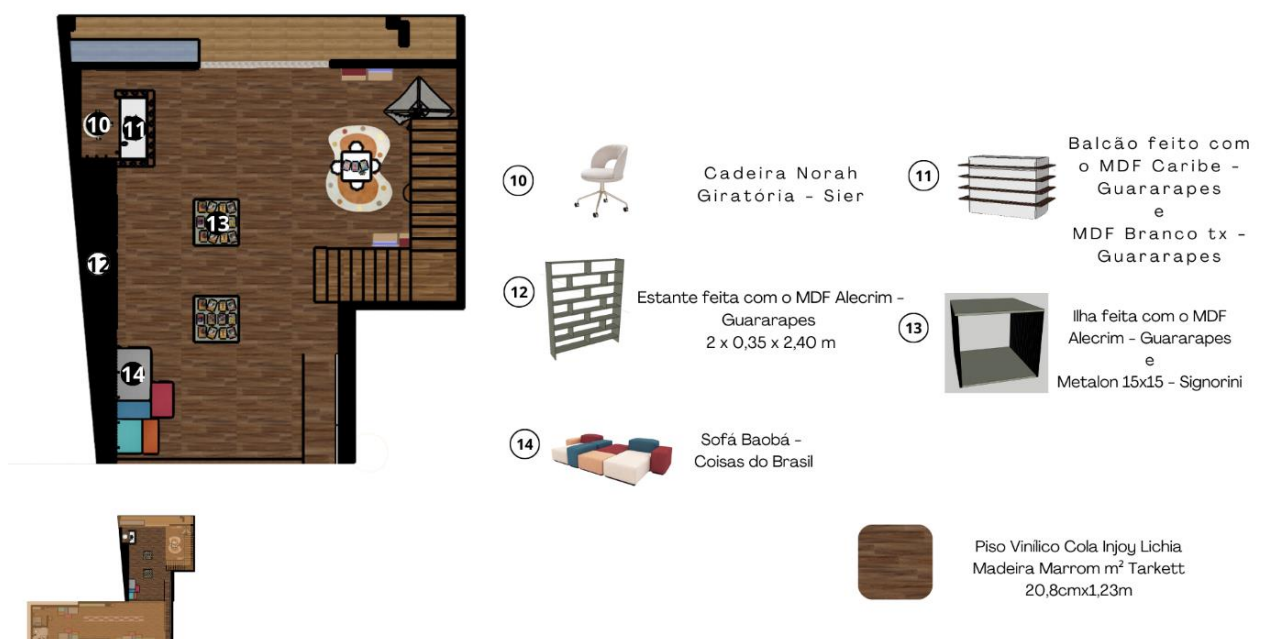 10
11
13
12
14
10
Cadeira Norah
Giratória - Sier
11
Balcão feito com
o MDF Caribe -
Guararapes
e
MDF Branco tx -
Guararapes
12
Estante feita com o MDF Alecrim -
Guararapes
2 x 0,35 x 2,40 m
13
Ilha feita com o MDF
Alecrim - Guararapes
e
Metalon 15x15 - Signorini
14
Sofá Baobá -
Coisas do Brasil
Piso Vinílico Cola Injoy Lichia
Madeira Marrom m² Tarkett
20,8cmx1,23m